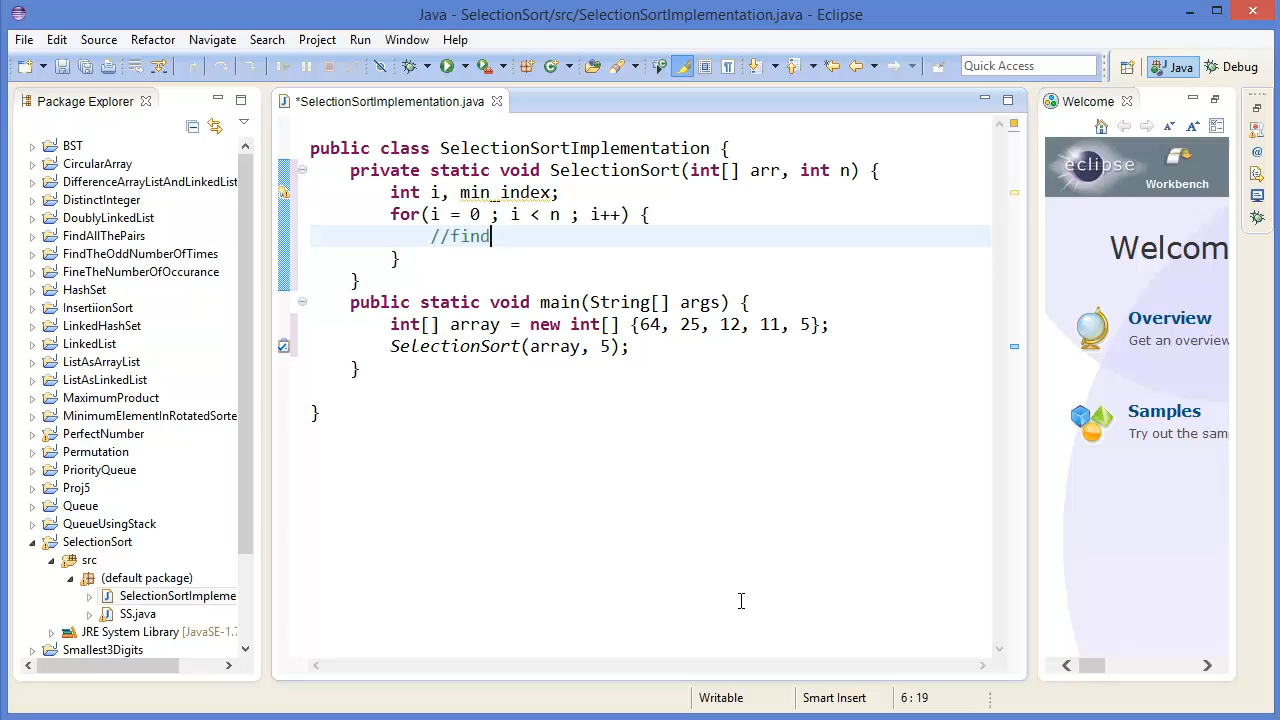 Java - SelectionSort/src/SelectionSortImplementation.java - Eclipse
File Edit Source Refactor Navigate Search Project Run Window Help
Quick Access
Java
Debug
Package Explorer
*SelectionSortImplementation.java
Welcome
BST
CircularArray
DifferenceArrayListAndLinkedList
DistinctInteger
DoublyLinkedList
FindAllThePairs
FindTheOddNumberOfTimes
FineTheNumberOfOccurance
HashSet
InsertiionSort
LinkedHashSet
LinkedList
ListAsArrayList
ListAsLinkedList
MaximumProduct
MinimumElementInRotatedSorte
PerfectNumber
Permutation
PriorityQueue
Proj5
Queue
QueueUsingStack
SelectionSort
src
(default package)
SelectionSortImpleme
SS.java
JRE System Library [JavaSE-1.7
Smallest3Digits
public class SelectionSortImplementation {
private static void SelectionSort(int[] arr, int n) {
int i, min_index;
for(i = 0 ; i < n ; i++) {
//find
}
}
public static void main(String[] args) {
int[] array = new int[] {64, 25, 12, 11, 5};
SelectionSort(array, 5);
}
}
eclipse
Workbench
Welcom
Overview
Get an overview
Samples
Try out the sam
Writable
Smart Insert
6 : 19